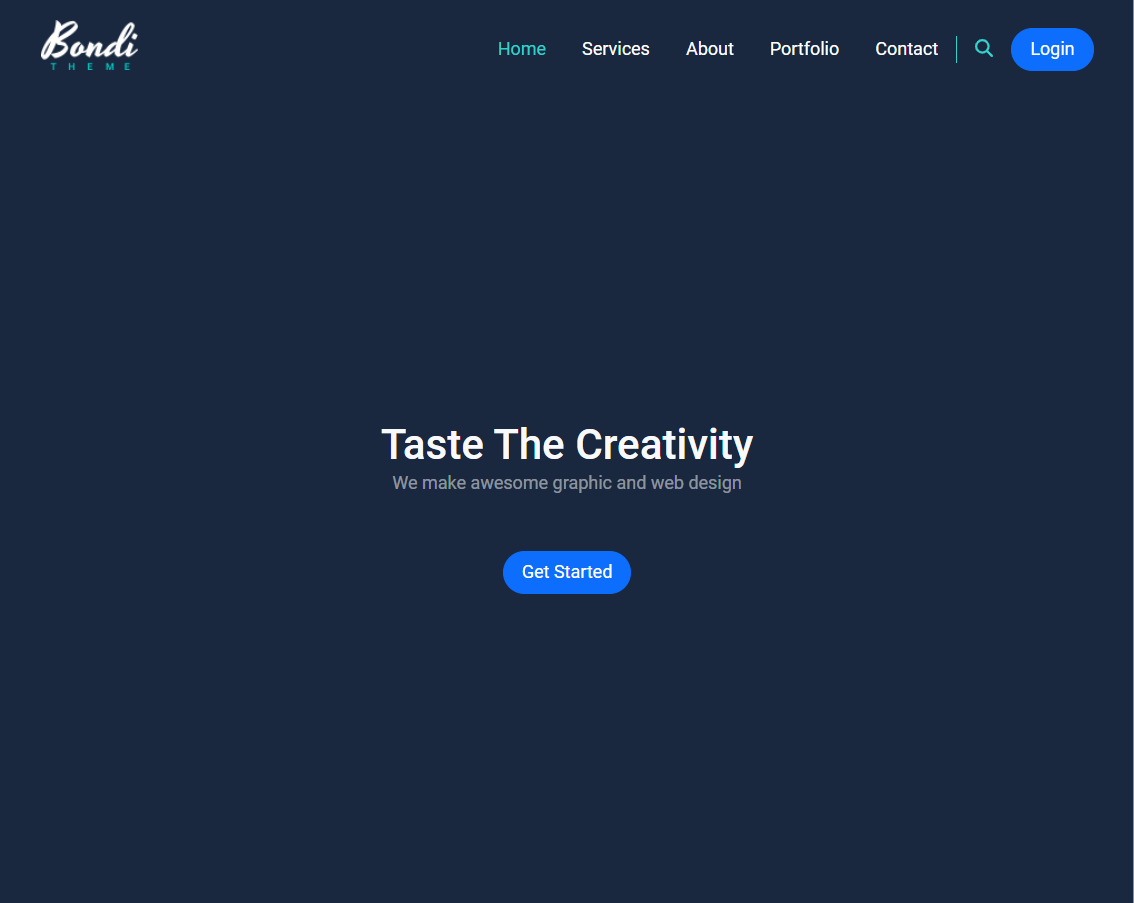 Bondi
THEME
Home Services About Portfolio Contact Login
Taste The Creativity
We make awesome graphic and web design
Get Started